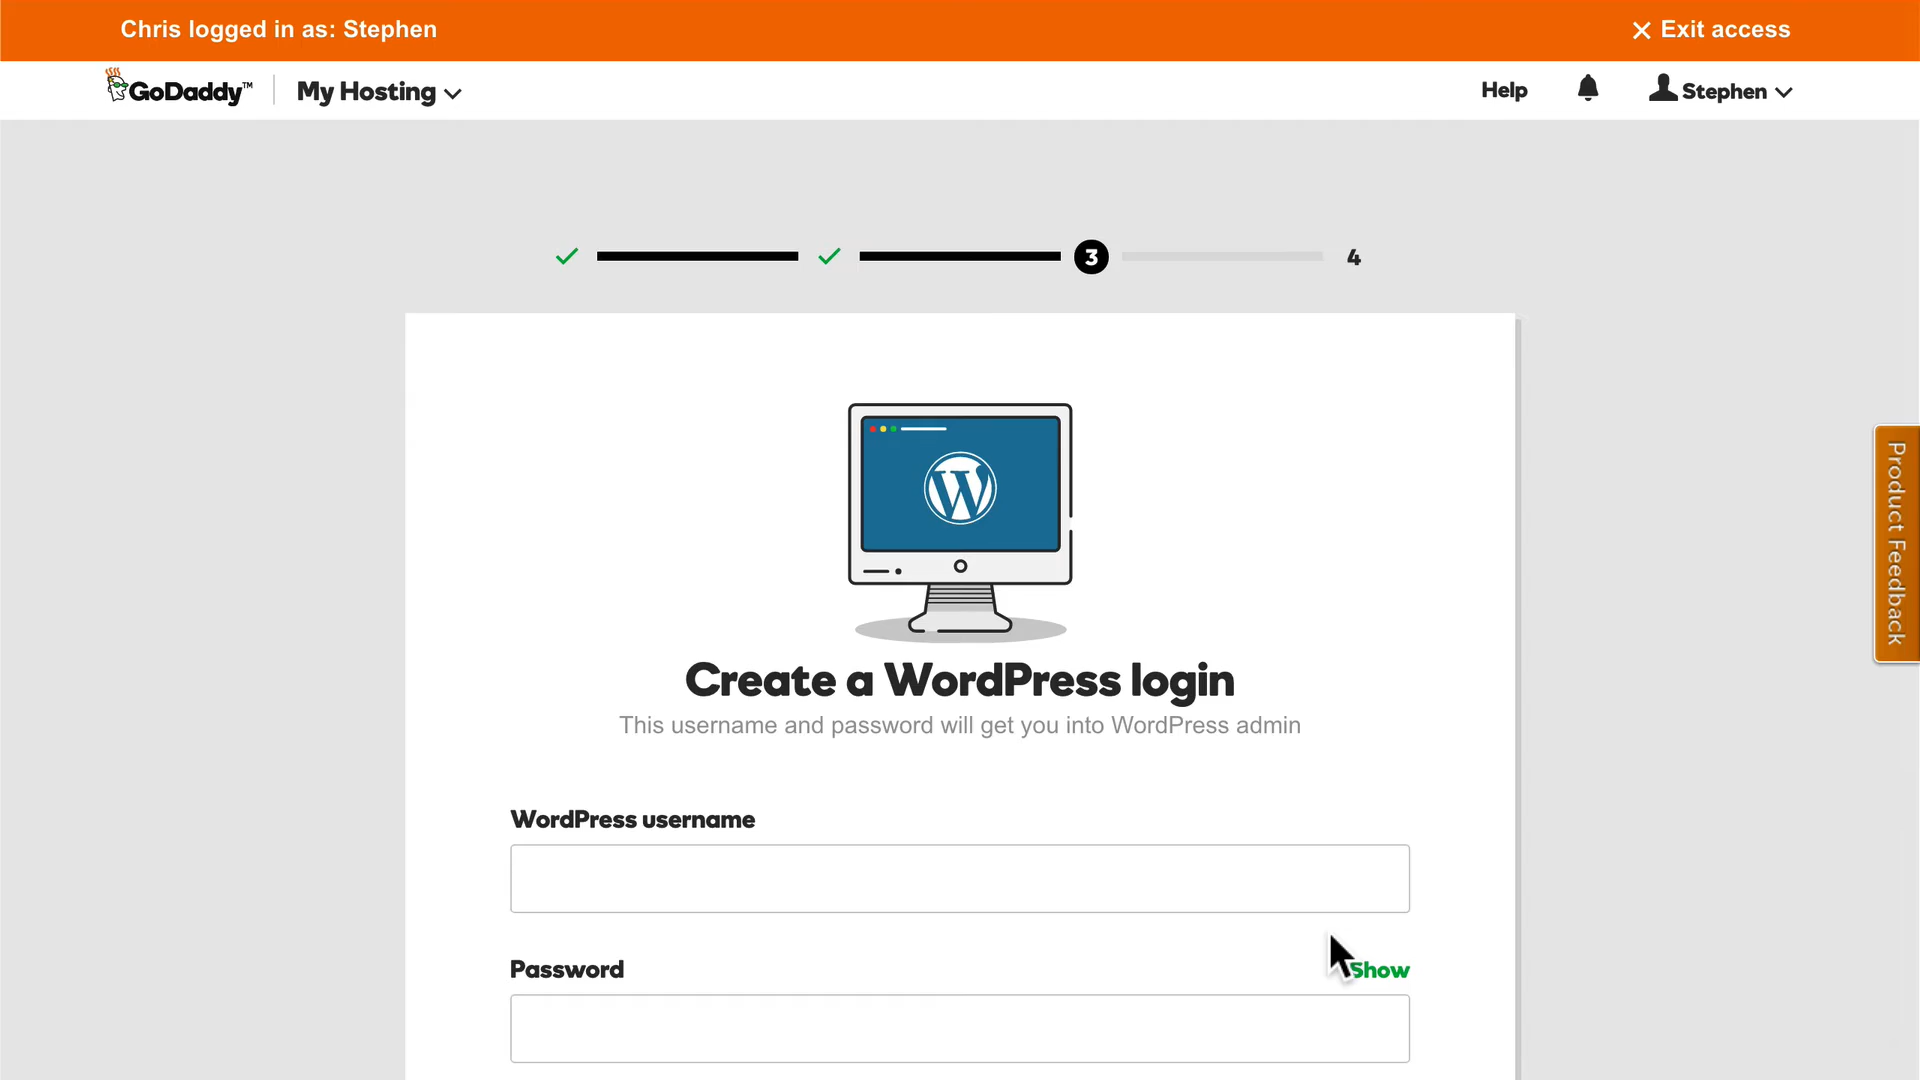 Chris logged in as: Stephen
Exit access
GoDaddy™
My Hosting
Help
Stephen
3
4
Product Feedback
W
Create a WordPress login
This username and password will get you into WordPress admin
WordPress username
Password
Show